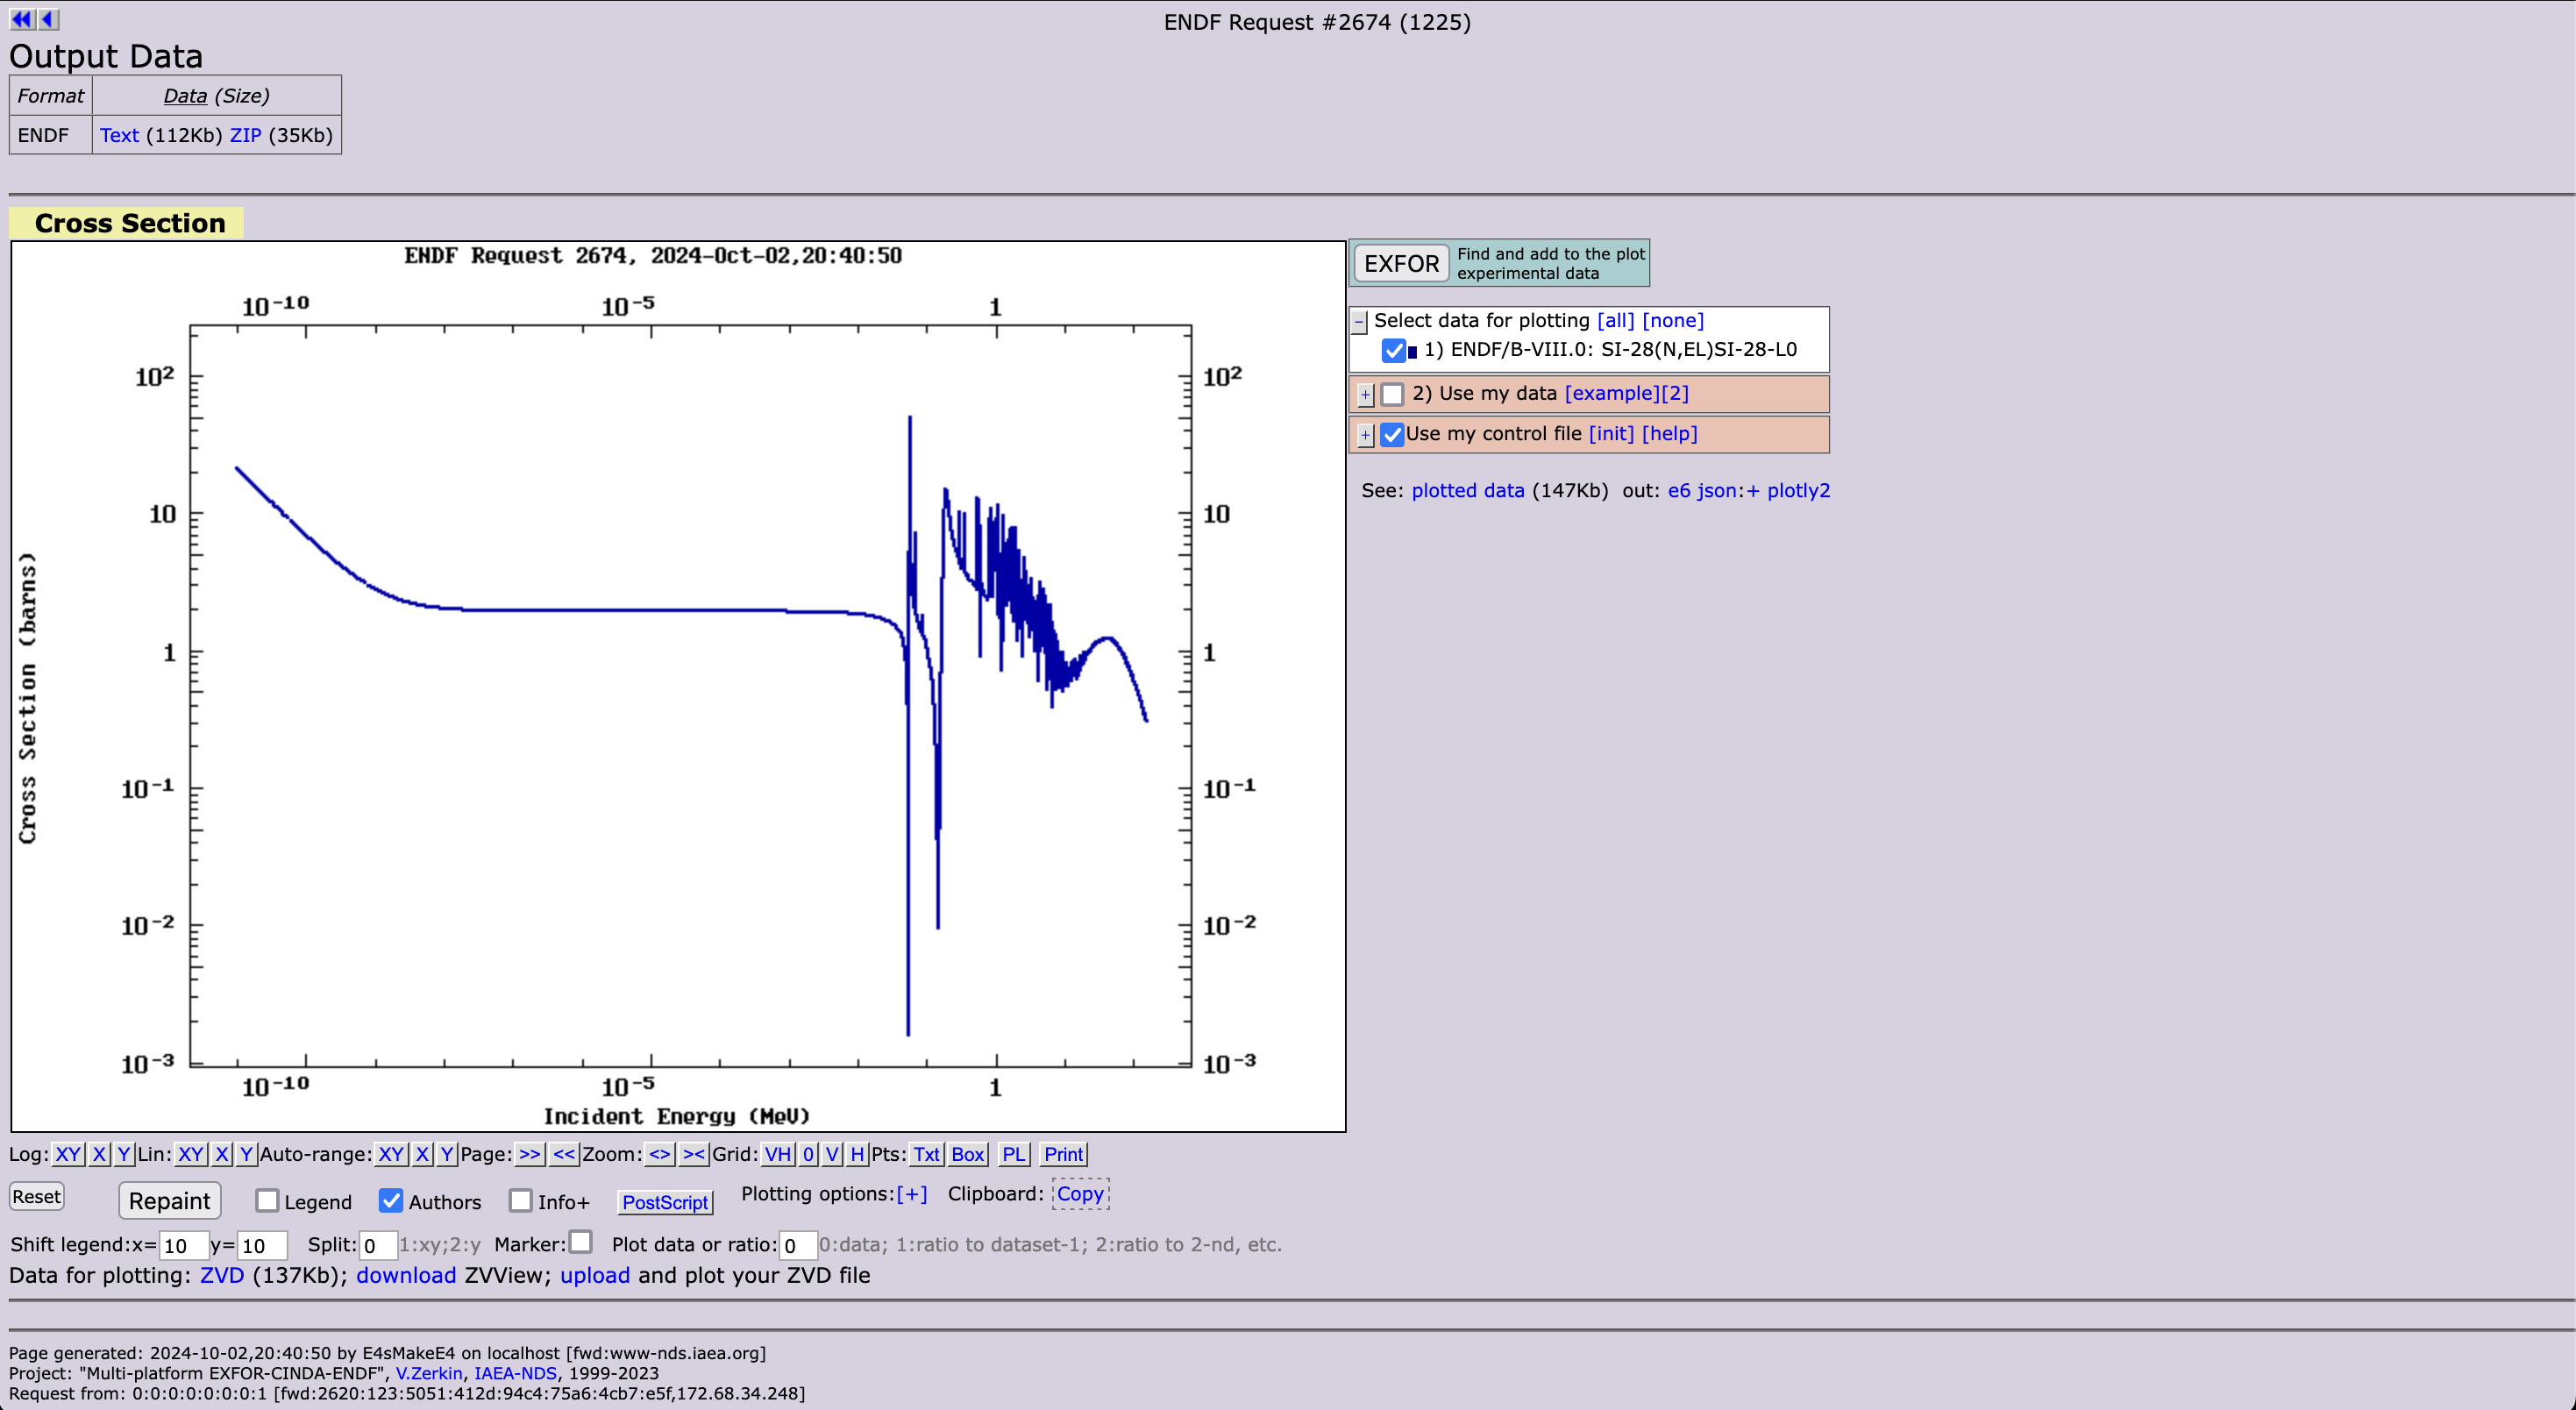 ENDF Request #2674 (1225)
Output Data
Format Data (Size)
ENDF Text (112Kb) ZIP (35Kb)
Cross Section
ENDF Request 2674, 2024-Oct-02,20:40:50
10-10 10-5 1
10² 10²
10 10
1 1
10-1 10-1
10-2 10-2
10-3 10-3
Cross Section (barns)
10-10 10-5 1
Incident Energy (MeV)
EXFOR Find and add to the plot
experimental data
- Select data for plotting [all] [none]
1) ENDF/B-VIII.0: SI-28(N,EL)SI-28-L0
+ 2) Use my data [example][2]
+ Use my control file [init] [help]
See: plotted data (147Kb) out: e6 json:+ plotly2
Log: XY X Y Lin: XY X Y Auto-range: XY X Y Page: >> << Zoom: <> >< Grid: VH 0 V H Pts: Txt Box PL Print
Reset Repaint Legend Authors Info+ PostScript Plotting options:[+] Clipboard: Copy
Shift legend:x= 10 y= 10 Split: 0 1:xy;2:y Marker: Plot data or ratio: 0 0:data; 1:ratio to dataset-1; 2:ratio to 2-nd, etc.
Data for plotting: ZVD (137Kb); download ZVView; upload and plot your ZVD file
Page generated: 2024-10-02,20:40:50 by E4sMakeE4 on localhost [fwd:www-nds.iaea.org]
Project: "Multi-platform EXFOR-CINDA-ENDF", V.Zerkin, IAEA-NDS, 1999-2023
Request from: 0:0:0:0:0:0:0:1 [fwd:2620:123:5051:412d:94c4:75a6:4cb7:e5f,172.68.34.248]